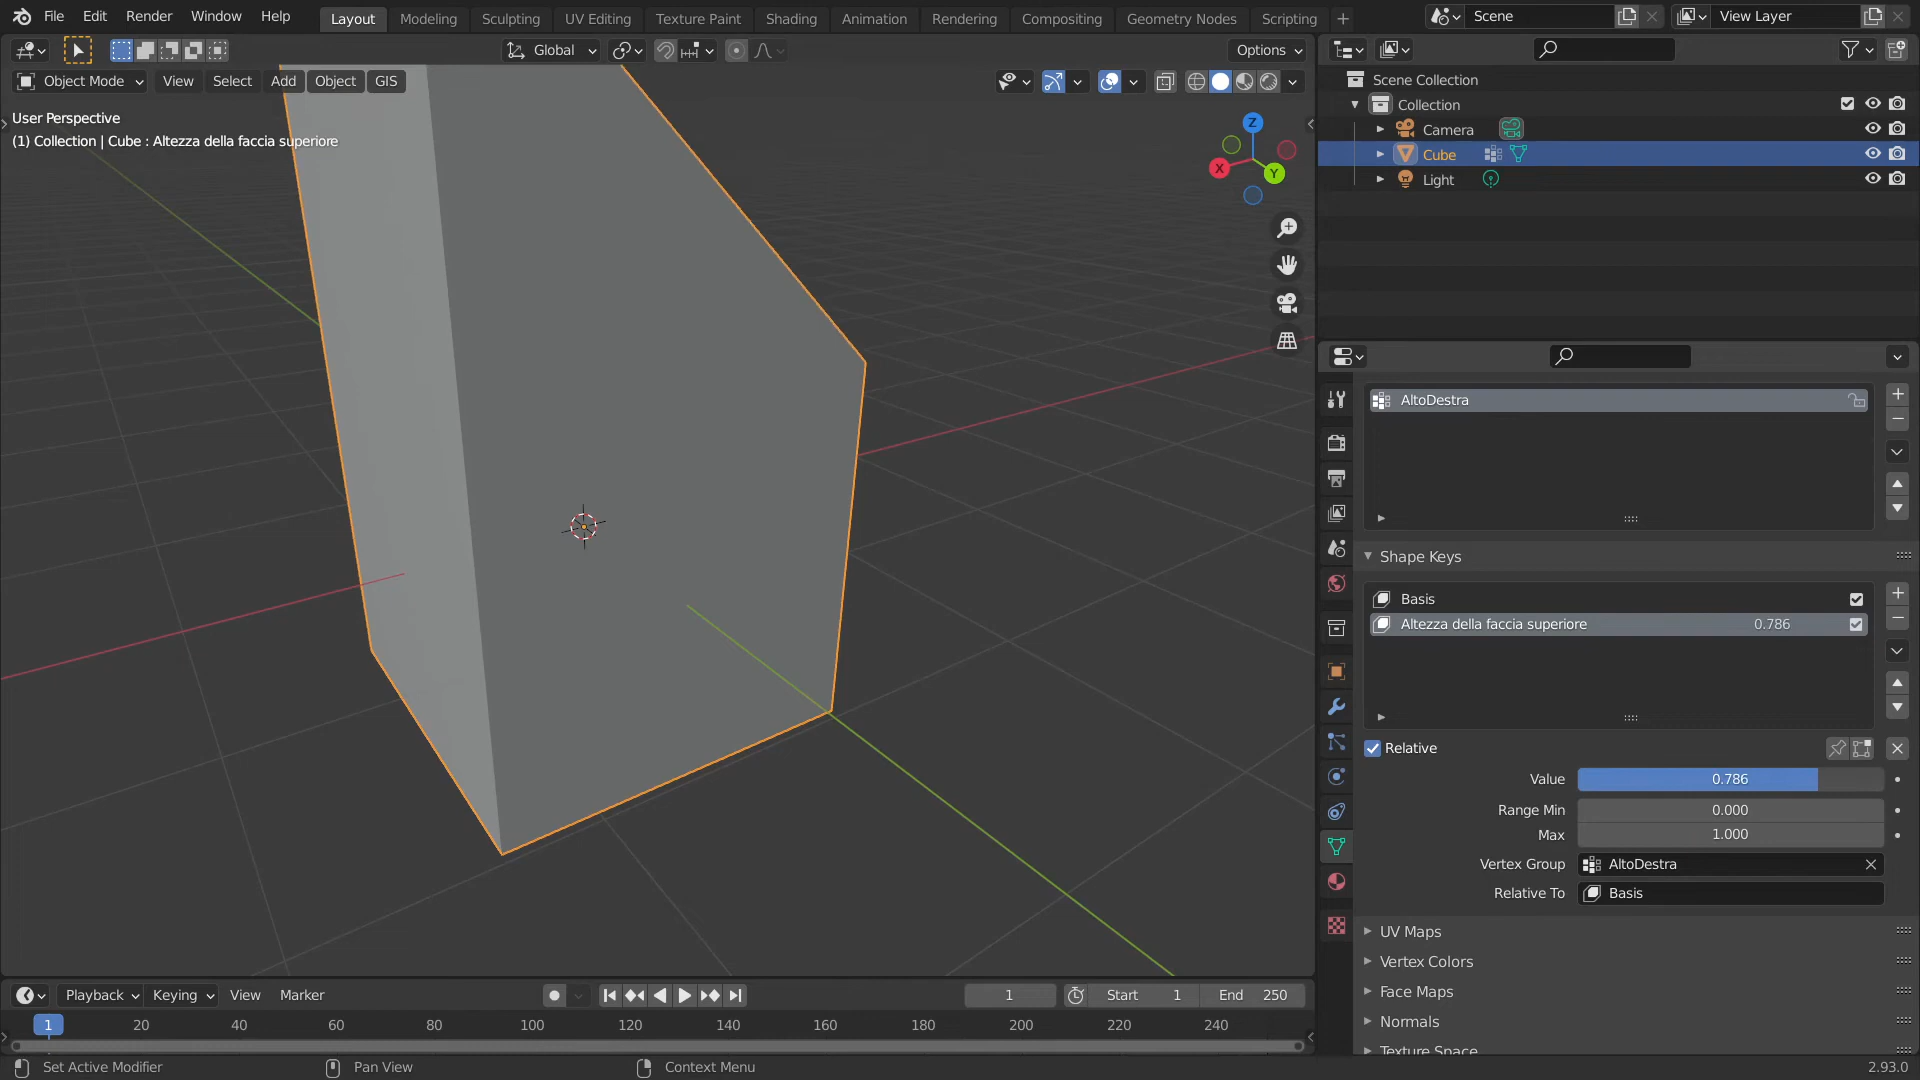 File Edit Render Window Help Layout Modeling Sculpting UV Editing Texture Paint Shading Animation Rendering Compositing Geometry Nodes Scripting Scene View Layer
Global Options
Object Mode View Select Add Object GIS
User Perspective
(1) Collection | Cube : Altezza della faccia superiore
Z
X
Y
Scene Collection
Collection
Camera
Cube
Light
AltoDestra
Shape Keys
Basis
Altezza della faccia superiore 0.786
Relative
Value 0.786
Range Min 0.000
Max 1.000
Vertex Group AltoDestra
Relative To Basis
UV Maps
Vertex Colors
Face Maps
Normals
Texture Space
Playback Keying View Marker 1 Start 1 End 250
1 20 40 60 80 100 120 140 160 180 200 220 240
Set Active Modifier Pan View Context Menu 2.93.0